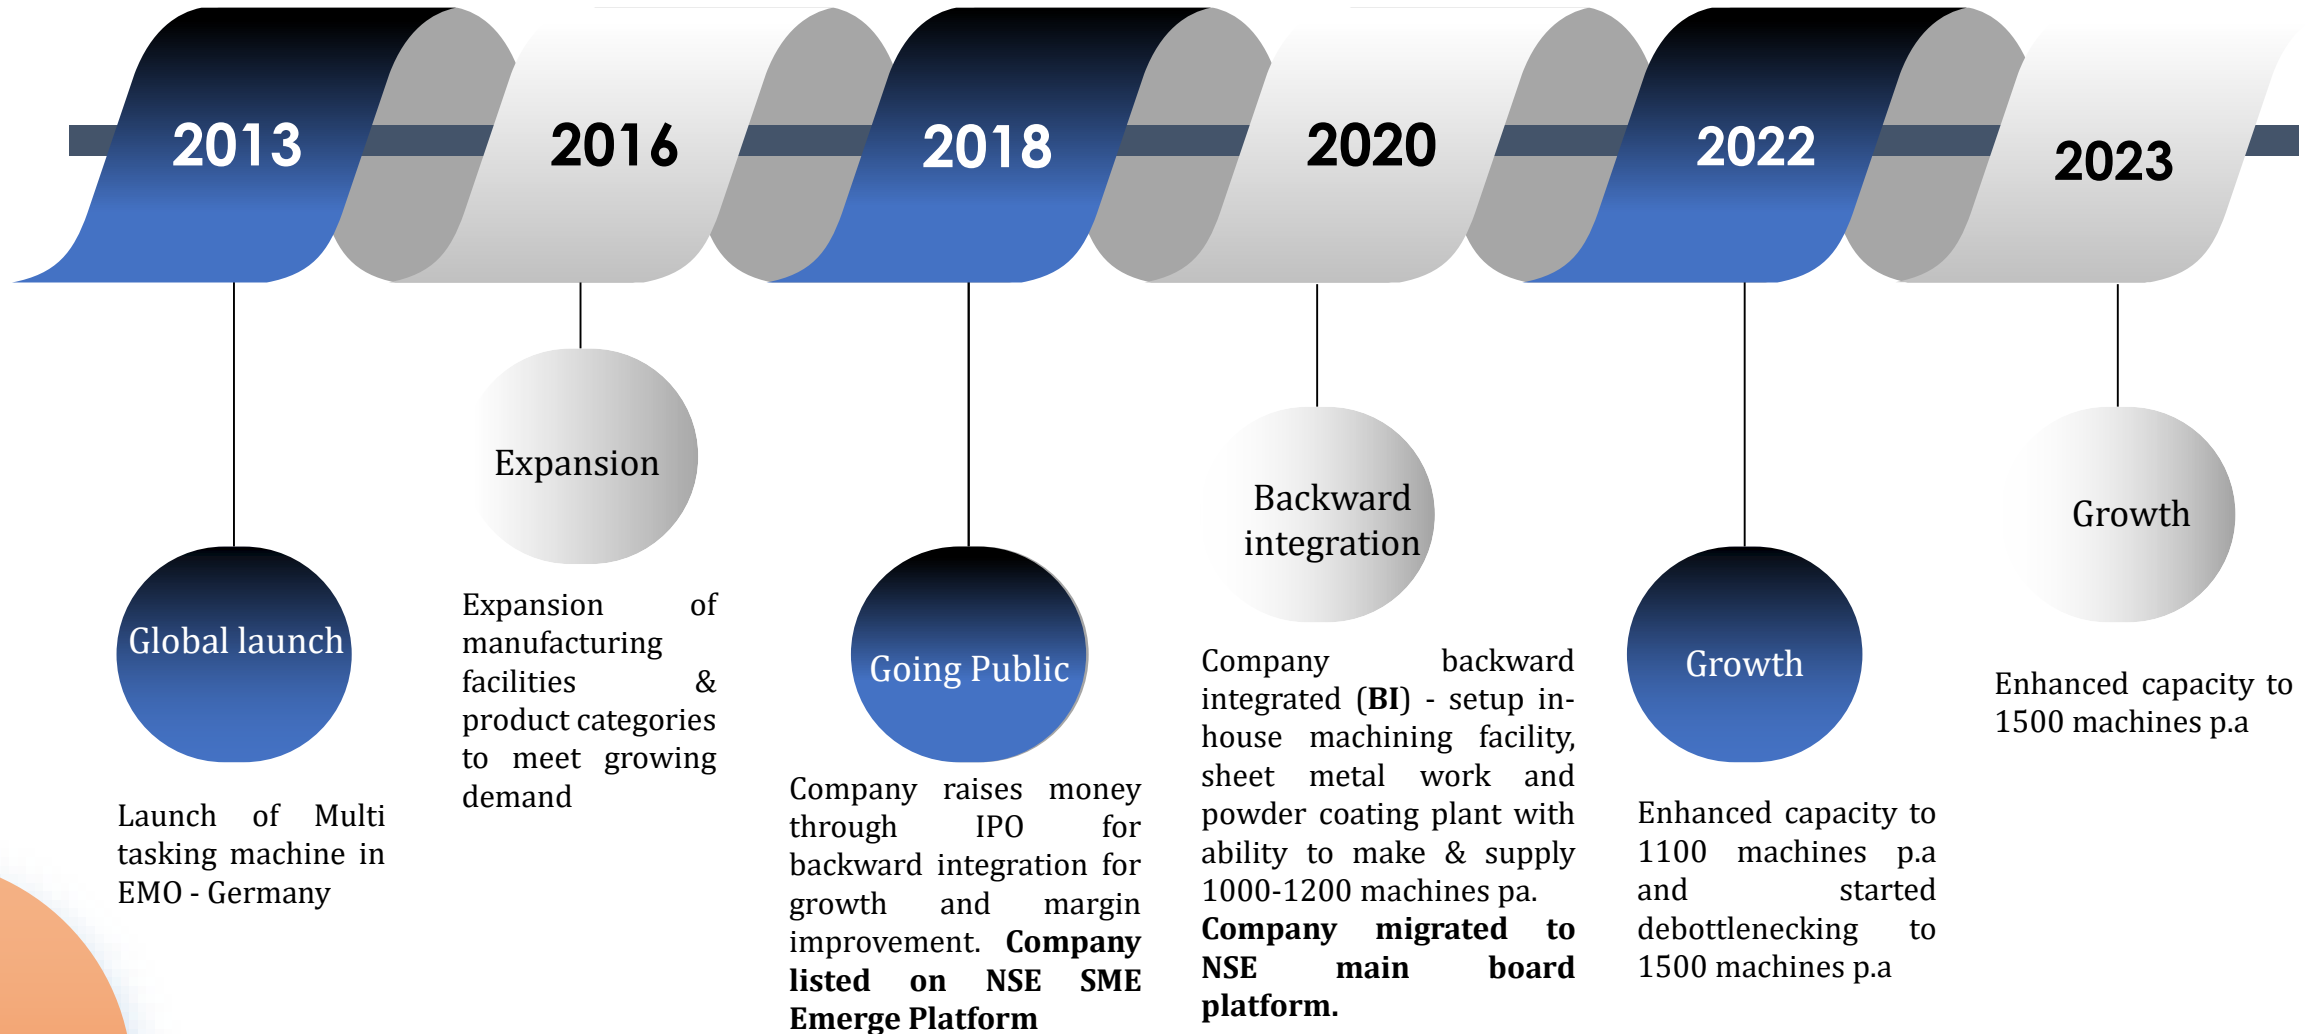 2013
2016
2018
2020
2022
2023
Global launch
Launch of Multi
tasking machine in
EMO - Germany
Expansion
Expansion of
manufacturing
facilities &
product categories
to meet growing
demand
Going Public
Company raises money
through IPO for
backward integration for
growth and margin
improvement. Company
listed on NSE SME
Emerge Platform
Backward
integration
Company backward
integrated (BI) - setup in-
house machining facility,
sheet metal work and
powder coating plant with
ability to make & supply
1000-1200 machines pa.
Company migrated to
NSE main board
platform.
Growth
Enhanced capacity to
1100 machines p.a
and started
debottlenecking to
1500 machines p.a
Growth
Enhanced capacity to
1500 machines p.a